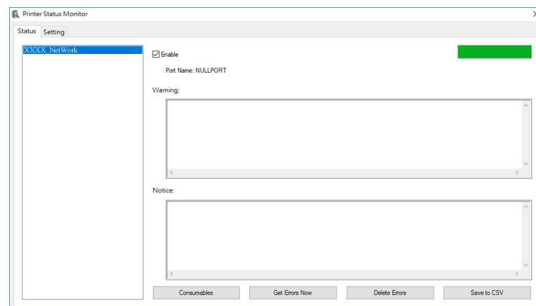 Printer Status Monitor
Status Setting
XXXX NetWork
Enable
Port Name: NULLPORT
Warning:
Notice:
Consumables Get Errors Now Delete Errors Save to CSV